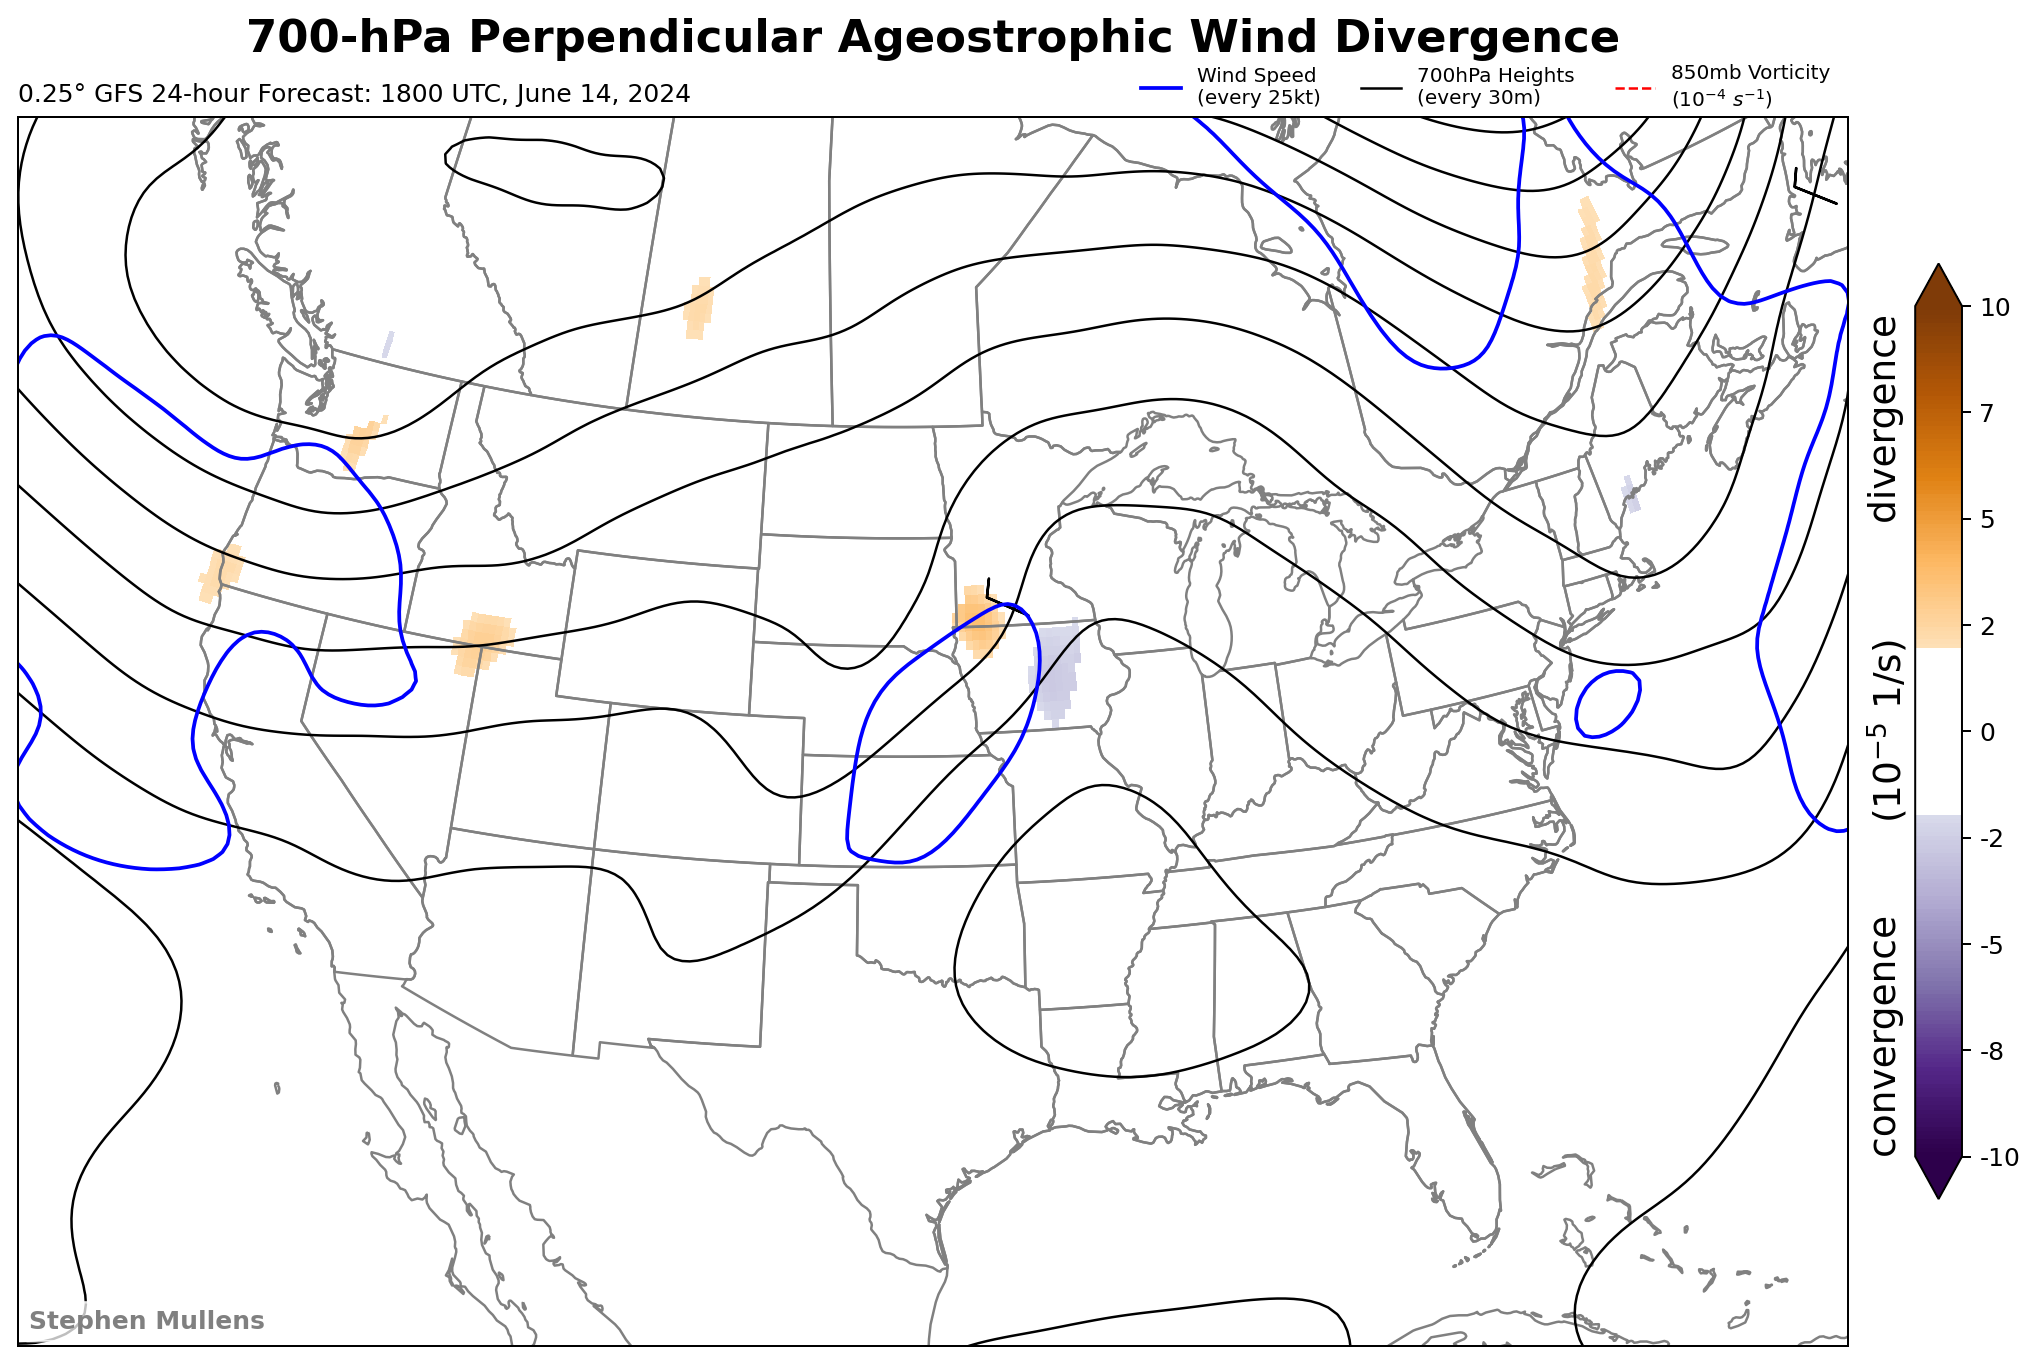 700-hPa Perpendicular Ageostrophic Wind Divergence
0.25° GFS 24-hour Forecast: 1800 UTC, June 14, 2024
Wind Speed
(every 25kt)
700hPa Heights
(every 30m)
850mb Vorticity
(10⁻⁴ s⁻¹)
10
7
5
2
0
-2
-5
-8
-10
convergence (10⁻⁵ 1/s) divergence
Stephen Mullens